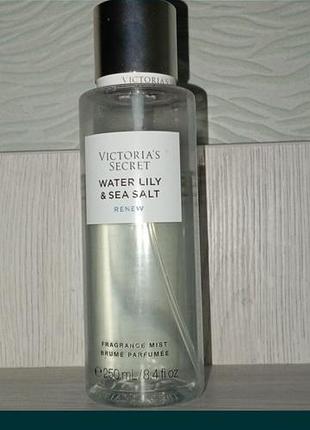 VICTORIA'S
VICTORIA'S
SECRET
WATER LILY
& SEA SALT
RENEW
FRAGRANCE MIST
BRUME PARFUMÉE
℮ 250 mL / 8.4 fl oz